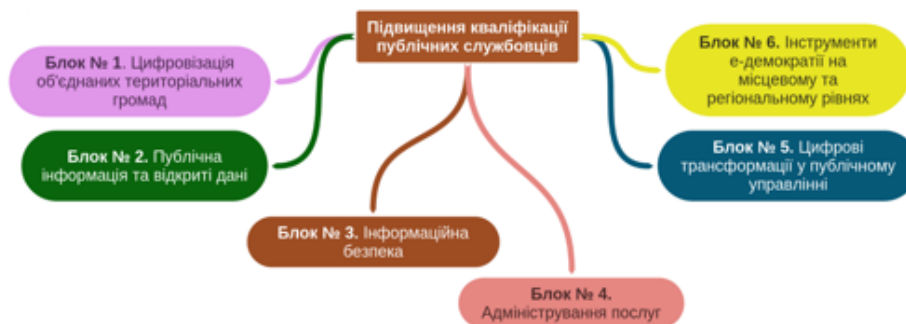 Підвищення кваліфікації
публічних службовців
Блок № 1. Цифровізація
об'єднаних територіальних
громад
Блок № 2. Публічна
інформація та відкриті дані
Блок № 3. Інформаційна
безпека
Блок № 4.
Адміністрування послуг
Блок № 5. Цифрові
трансформації у публічному
управлінні
Блок № 6. Інструменти
е-демократії на
місцевому та
регіональному рівнях